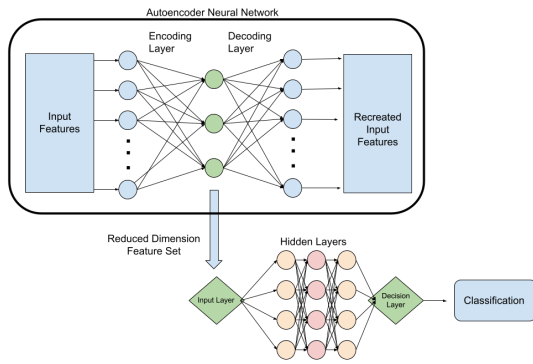 Autoencoder Neural Network
Encoding
Layer
Decoding
Layer
Input
Features
Recreated
Input
Features
Reduced Dimension
Feature Set
Hidden Layers
Input Layer
Decision
Layer
Classification